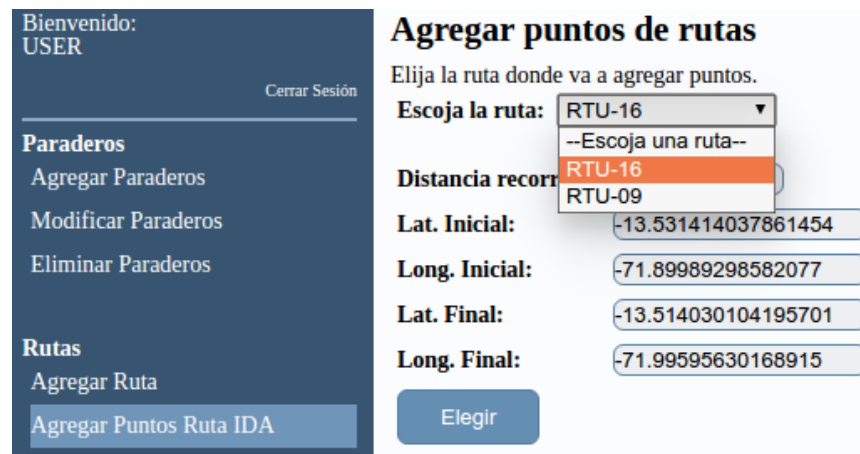 Bienvenido:
USER
Cerrar Sesión
Paraderos
Agregar Paraderos
Modificar Paraderos
Eliminar Paraderos
Rutas
Agregar Ruta
Agregar Puntos Ruta IDA
Agregar puntos de rutas
Elija la ruta donde va a agregar puntos.
Escoja la ruta: RTU-16
--Escoja una ruta--
RTU-16
RTU-09
Distancia recorr
Lat. Inicial: -13.531414037861454
Long. Inicial: -71.89989298582077
Lat. Final: -13.514030104195701
Long. Final: -71.99595630168915
Elegir